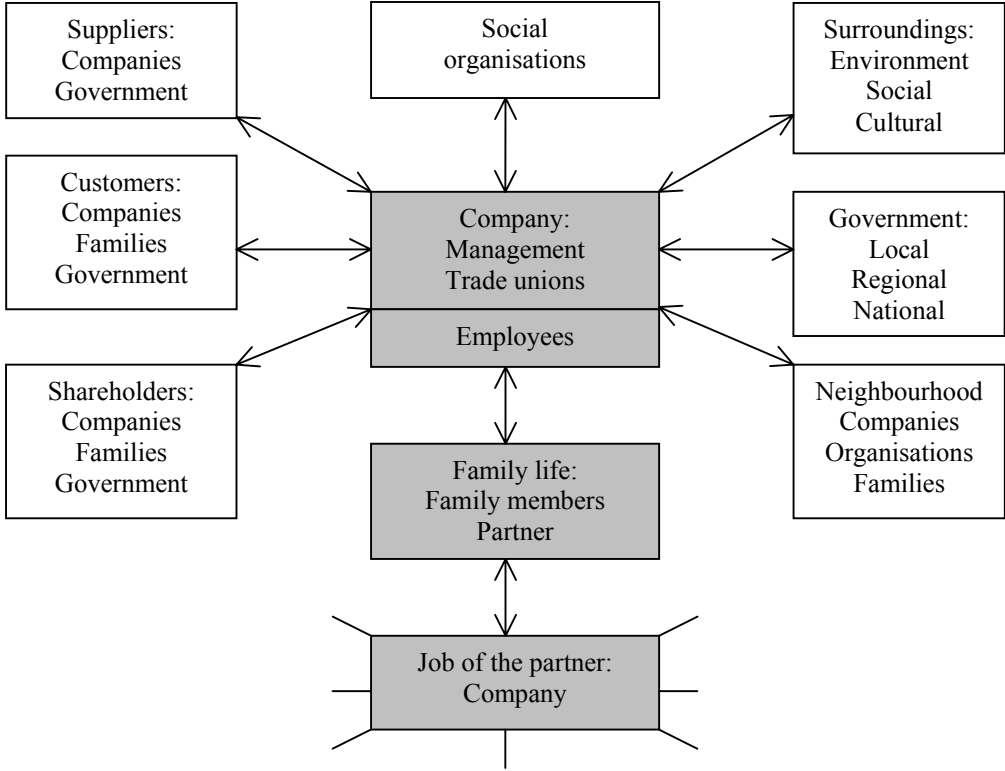 Suppliers:
Companies
Government
Social
organisations
Surroundings:
Environment
Social
Cultural
Customers:
Companies
Families
Government
Company:
Management
Trade unions
Employees
Government:
Local
Regional
National
Shareholders:
Companies
Families
Government
Neighbourhood
Companies
Organisations
Families
Family life:
Family members
Partner
Job of the partner:
Company